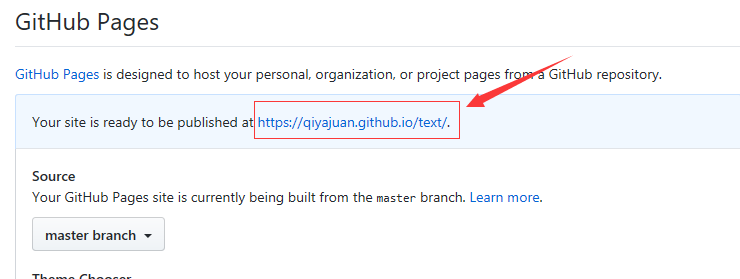 GitHub Pages
GitHub Pages is designed to host your personal, organization, or project pages from a GitHub repository.
Your site is ready to be published at https://qiyajuan.github.io/text/.
Source
Your GitHub Pages site is currently being built from the master branch. Learn more.
master branch
Theme Chooser